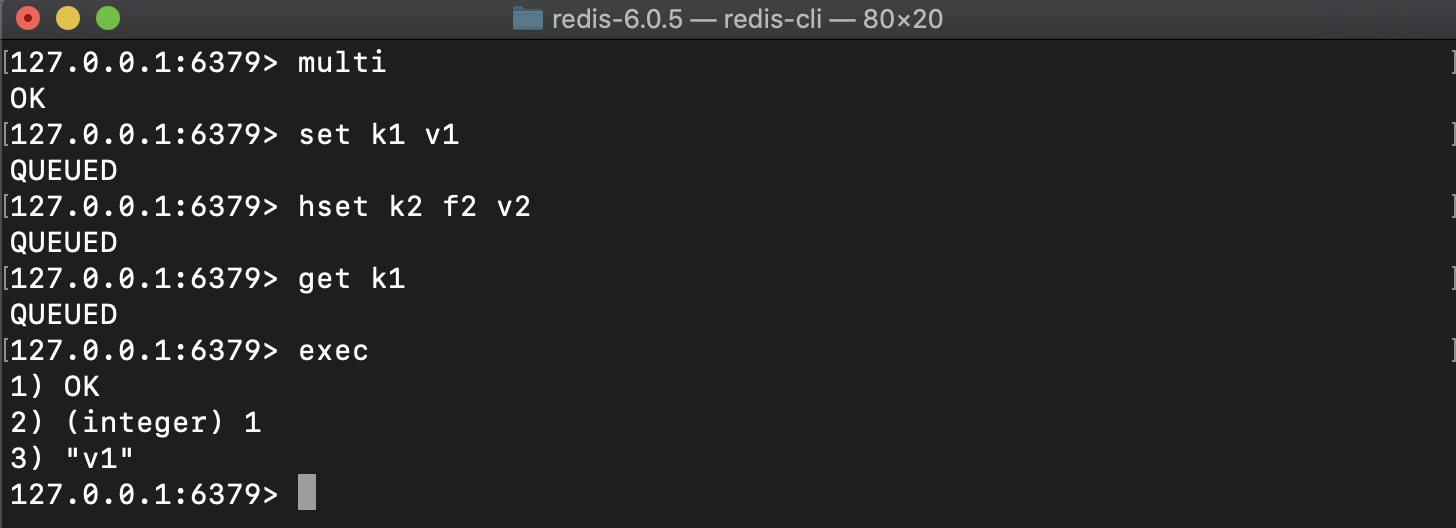 redis-6.0.5 — redis-cli — 80×20
[127.0.0.1:6379> multi ]
OK
[127.0.0.1:6379> set k1 v1 ]
QUEUED
[127.0.0.1:6379> hset k2 f2 v2 ]
QUEUED
[127.0.0.1:6379> get k1 ]
QUEUED
[127.0.0.1:6379> exec ]
1) OK
2) (integer) 1
3) "v1"
127.0.0.1:6379>